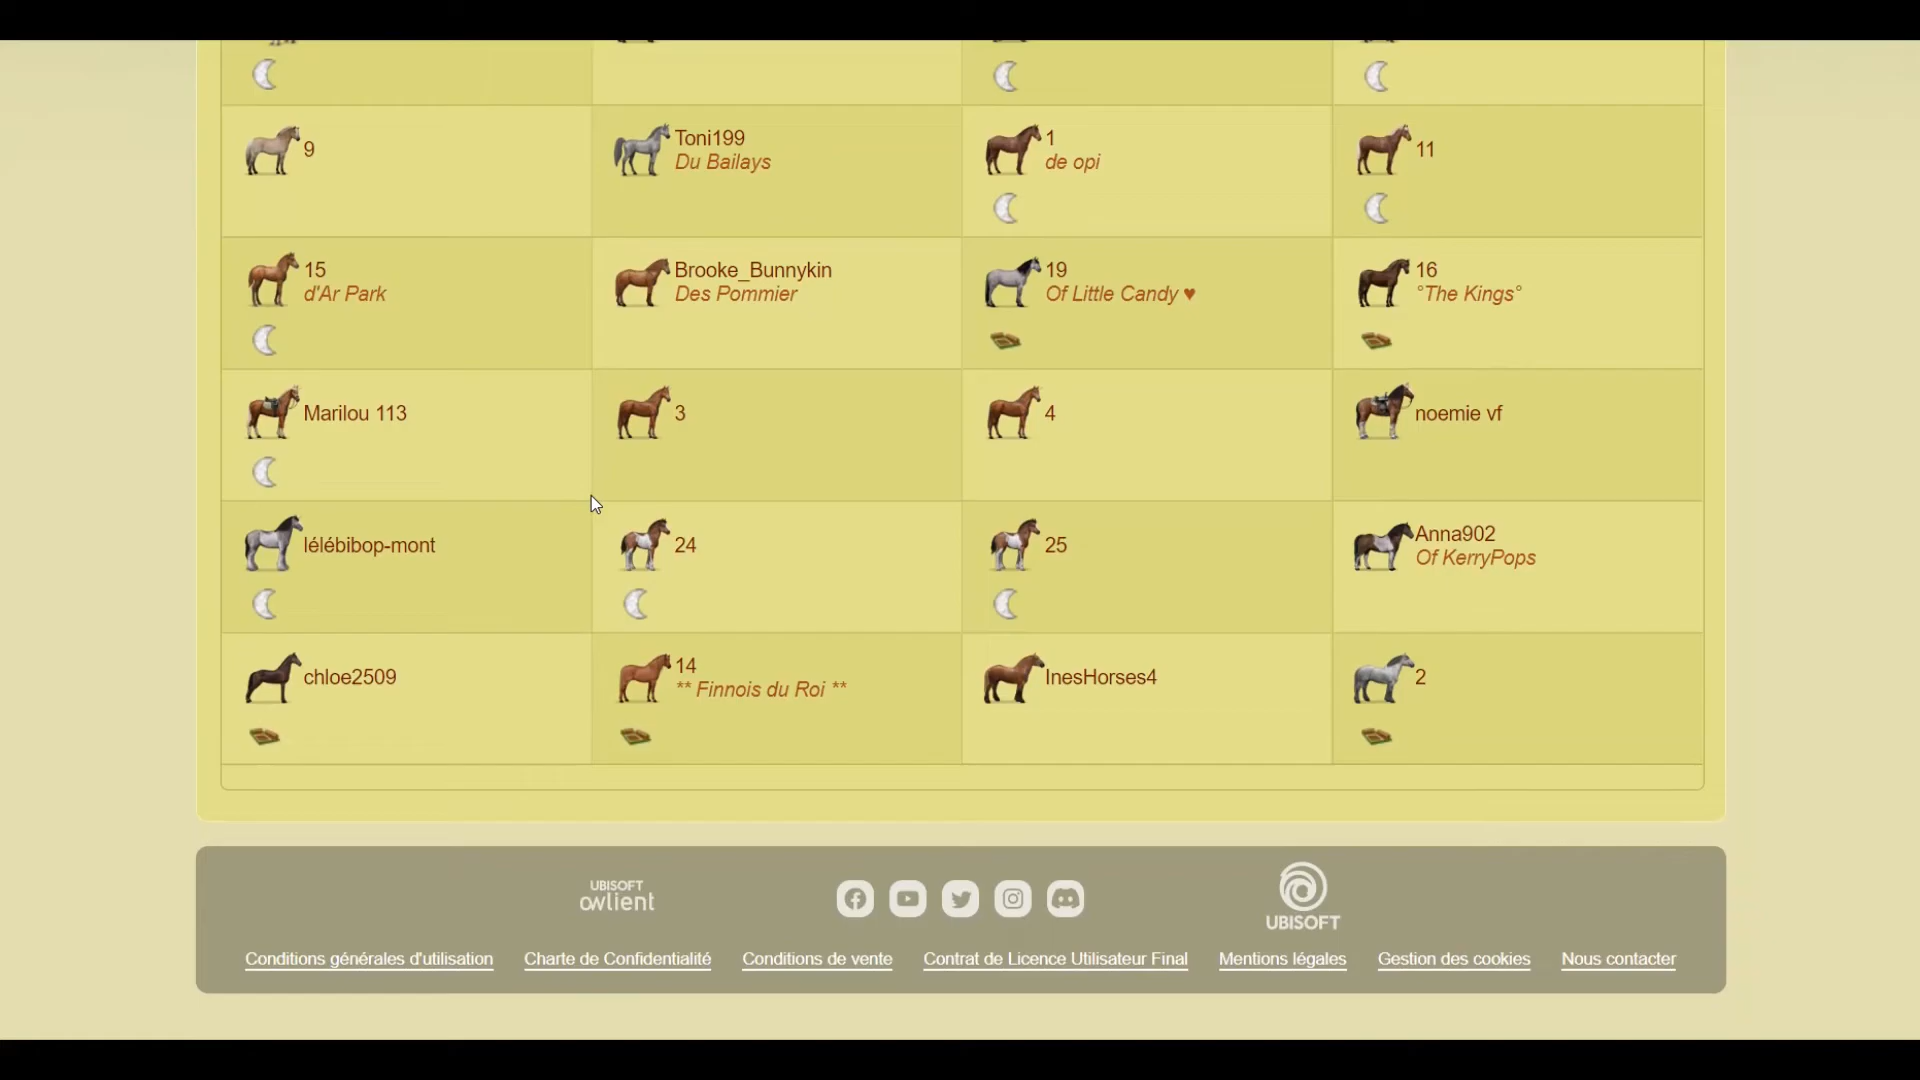 9
Toni199
Du Bailays
1
de opi
11
15
d'Ar Park
Brooke_Bunnykin
Des Pommier
19
Of Little Candy ♥
16
°The Kings°
Marilou 113
3
4
noemie vf
lélébibop-mont
24
25
Anna902
Of KerryPops
chloe2509
14
** Finnois du Roi **
InesHorses4
2
UBISOFT
owlient
UBISOFT
Conditions générales d'utilisation
Charte de Confidentialité
Conditions de vente
Contrat de Licence Utilisateur Final
Mentions légales
Gestion des cookies
Nous contacter